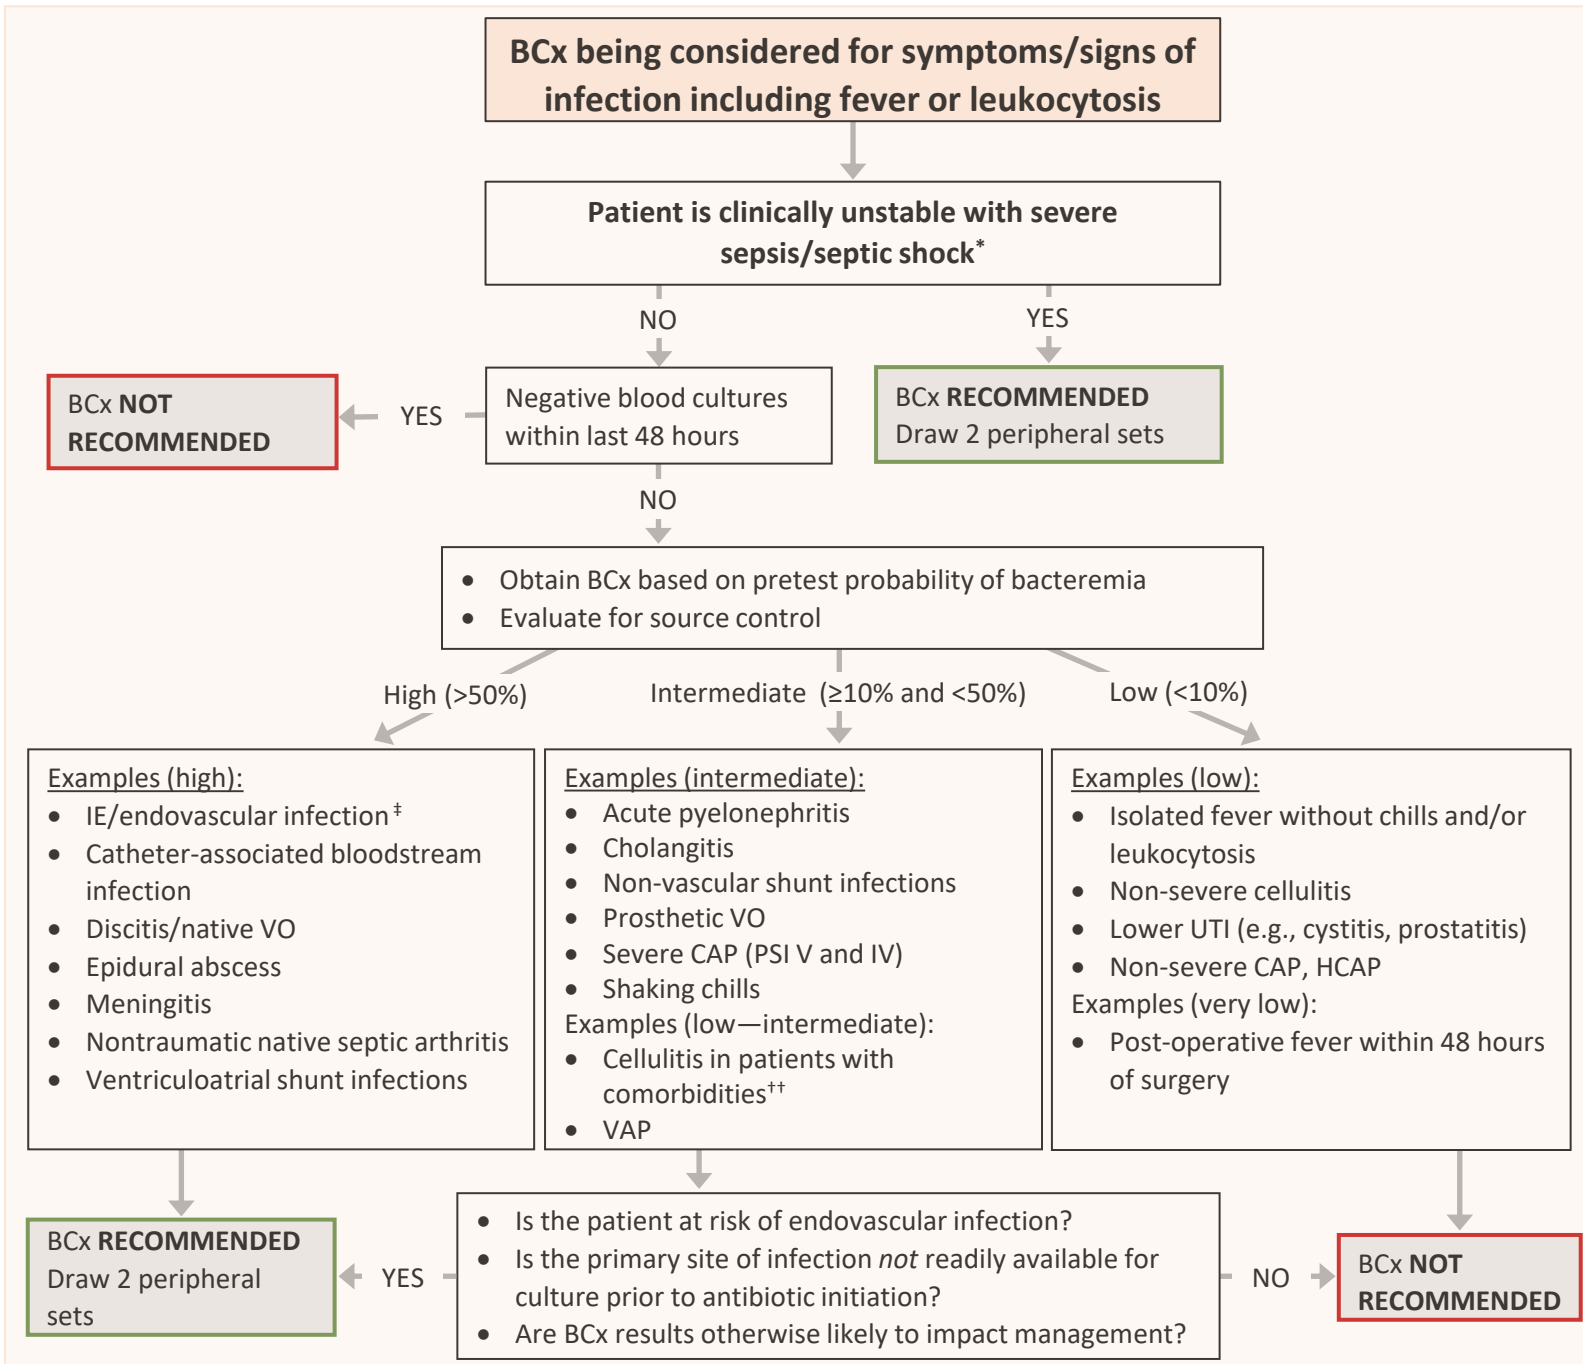 BCx being considered for symptoms/signs of
infection including fever or leukocytosis
Patient is clinically unstable with severe
sepsis/septic shock*
NO
YES
BCx NOT
RECOMMENDED
YES
Negative blood cultures
within last 48 hours
BCx RECOMMENDED
Draw 2 peripheral sets
NO
• Obtain BCx based on pretest probability of bacteremia
• Evaluate for source control
High (>50%)
Intermediate (≥10% and <50%)
Low (<10%)
Examples (high):
• IE/endovascular infection‡
• Catheter-associated bloodstream
infection
• Discitis/native VO
• Epidural abscess
• Meningitis
• Nontraumatic native septic arthritis
• Ventriculoatrial shunt infections
Examples (intermediate):
• Acute pyelonephritis
• Cholangitis
• Non-vascular shunt infections
• Prosthetic VO
• Severe CAP (PSI V and IV)
• Shaking chills
Examples (low—intermediate):
• Cellulitis in patients with
comorbidities††
• VAP
Examples (low):
• Isolated fever without chills and/or
leukocytosis
• Non-severe cellulitis
• Lower UTI (e.g., cystitis, prostatitis)
• Non-severe CAP, HCAP
Examples (very low):
• Post-operative fever within 48 hours
of surgery
BCx RECOMMENDED
Draw 2 peripheral
sets
YES
• Is the patient at risk of endovascular infection?
• Is the primary site of infection not readily available for
culture prior to antibiotic initiation?
• Are BCx results otherwise likely to impact management?
NO
BCx NOT
RECOMMENDED